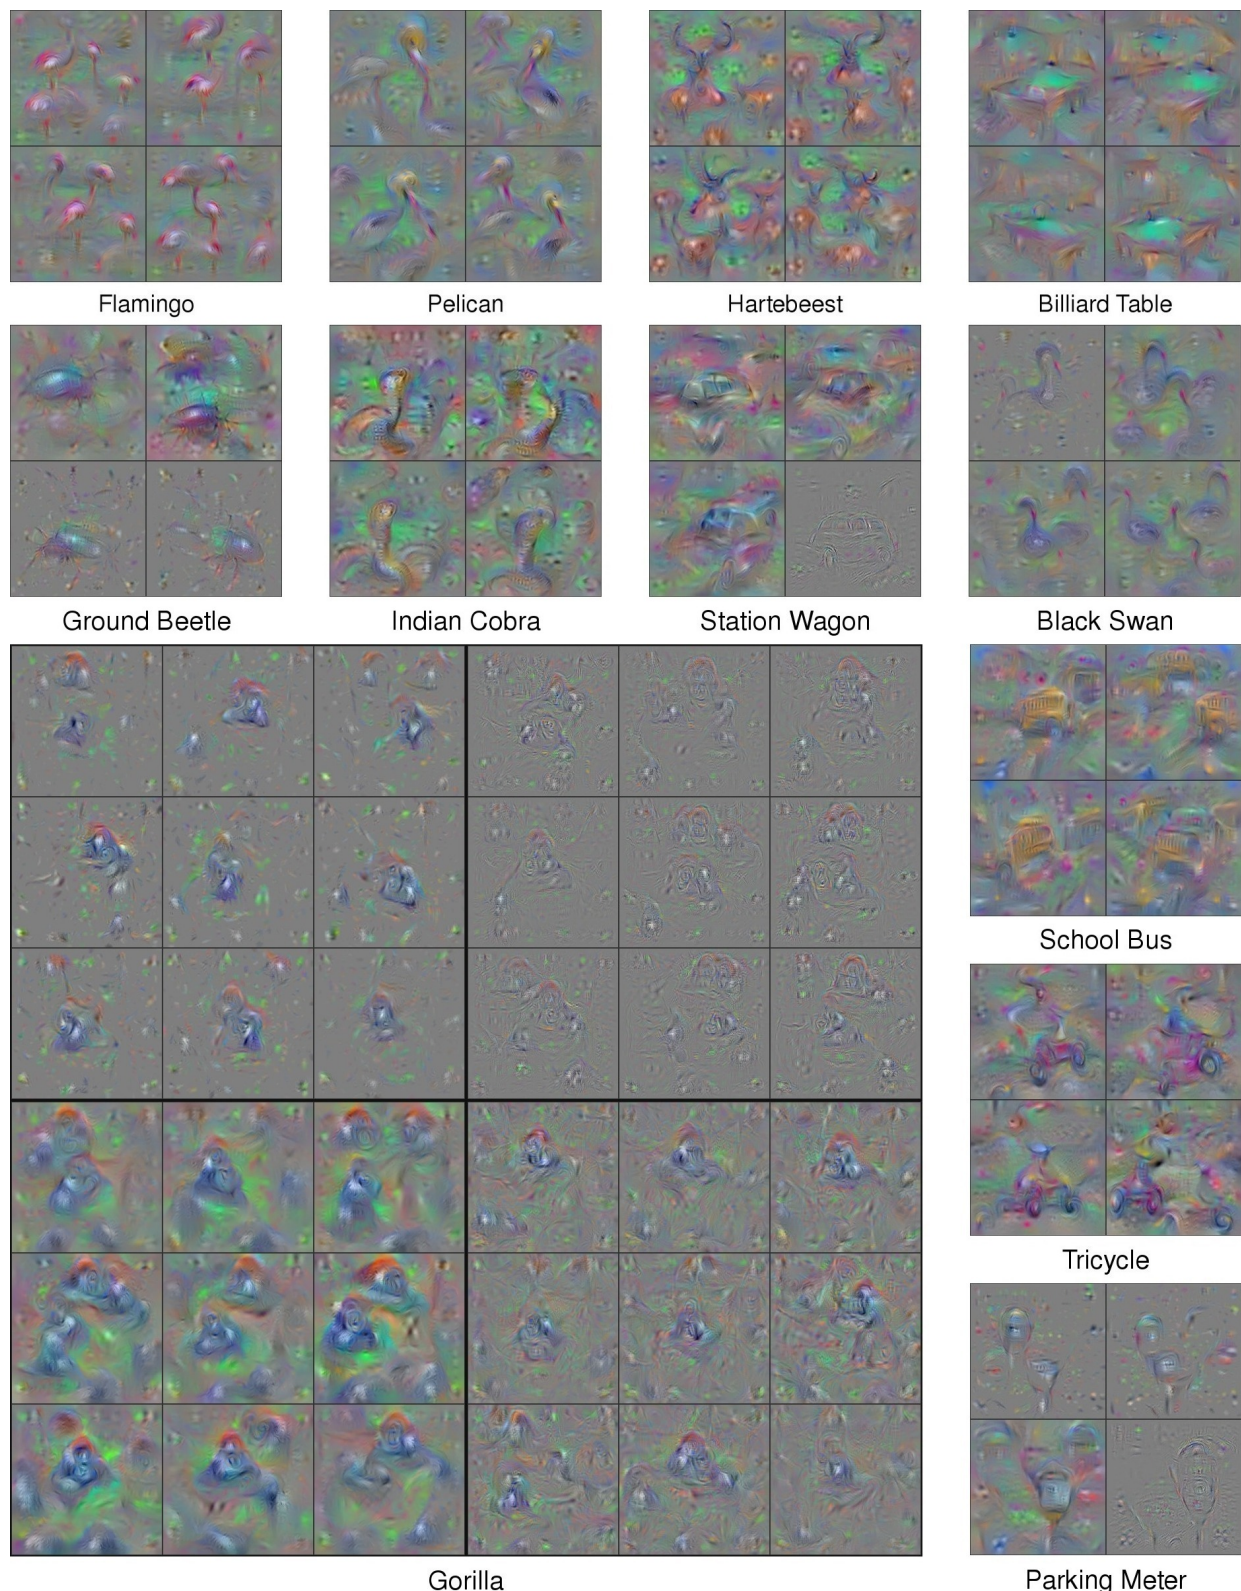 Flamingo
Pelican
Hartebeest
Billiard Table
Ground Beetle
Indian Cobra
Station Wagon
Black Swan
School Bus
Tricycle
Gorilla
Parking Meter